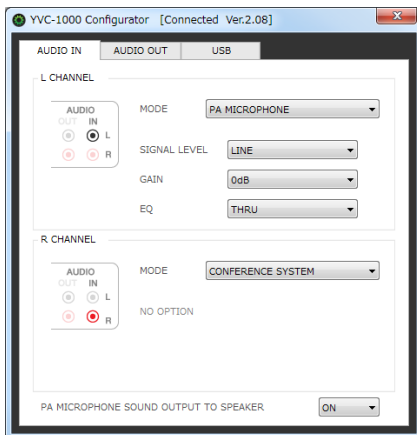 YVC-1000 Configurator [Connected Ver.2.08]
AUDIO IN AUDIO OUT USB
L CHANNEL
AUDIO
OUT IN
L
R
MODE PA MICROPHONE
SIGNAL LEVEL LINE
GAIN 0dB
EQ THRU
R CHANNEL
AUDIO
OUT IN
L
R
MODE CONFERENCE SYSTEM
NO OPTION
PA MICROPHONE SOUND OUTPUT TO SPEAKER ON